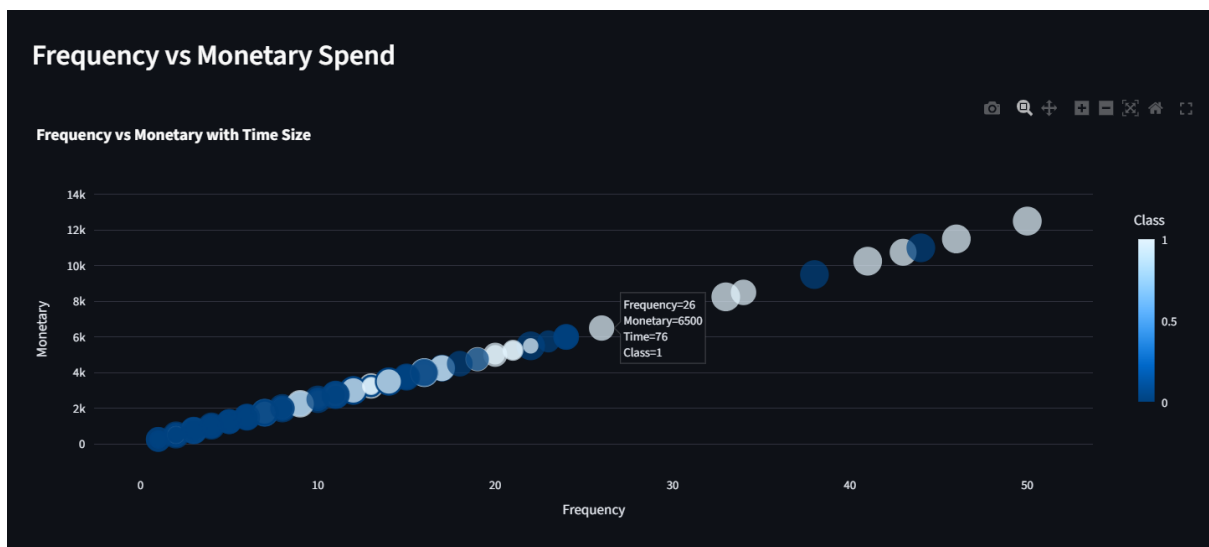 Frequency vs Monetary Spend
Frequency vs Monetary with Time Size
14k
12k
10k
8k
6k
4k
2k
0
Monetary
Frequency=26
Monetary=6500
Time=76
Class=1
0
10
20
30
40
50
Frequency
Class
1
0.5
0